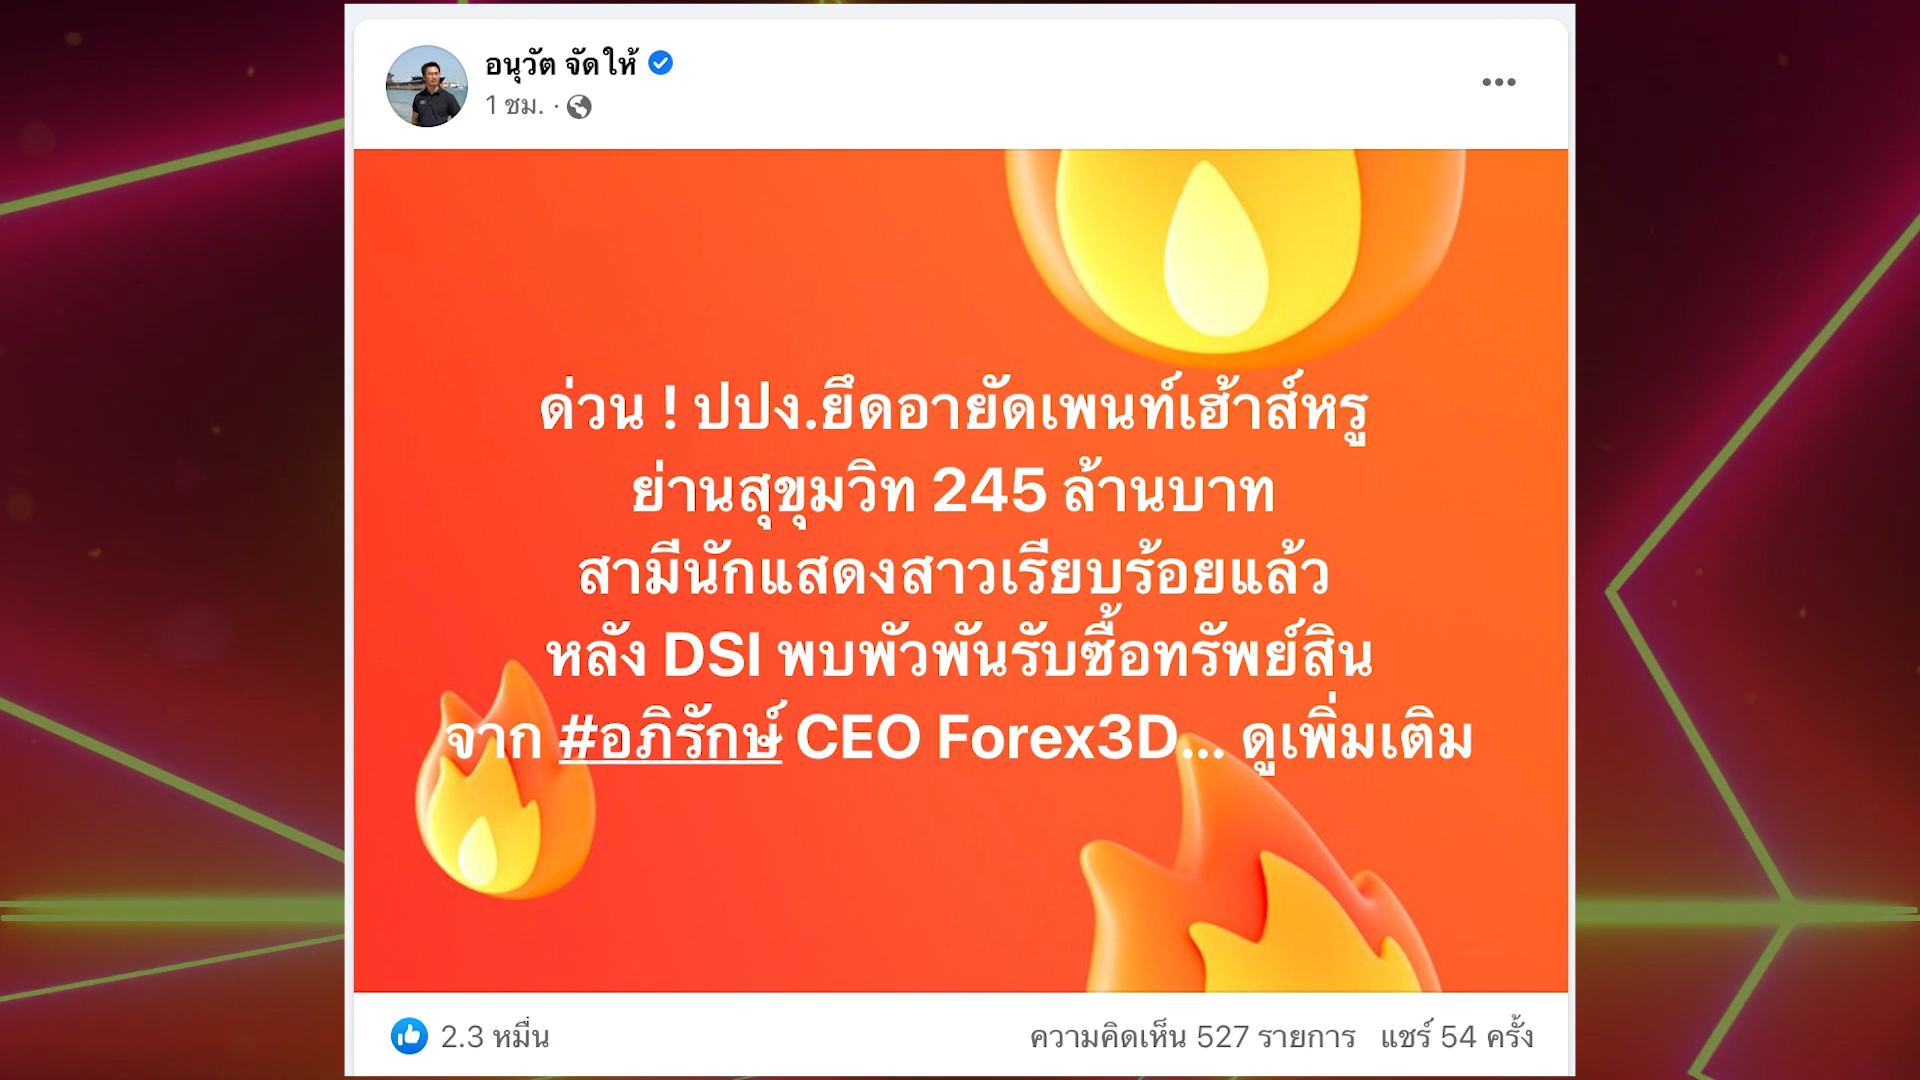 อนุวัต จัดให้
1 ชม. ·
ด่วน ! ปปง.ยึดอายัดเพนท์เฮ้าส์หรู
ย่านสุขุมวิท 245 ล้านบาท
สามีนักแสดงสาวเรียบร้อยแล้ว
หลัง DSI พบพัวพันรับซื้อทรัพย์สิน
จาก #อภิรักษ์ CEO Forex3D... ดูเพิ่มเติม
2.3 หมื่น ความคิดเห็น 527 รายการ แชร์ 54 ครั้ง